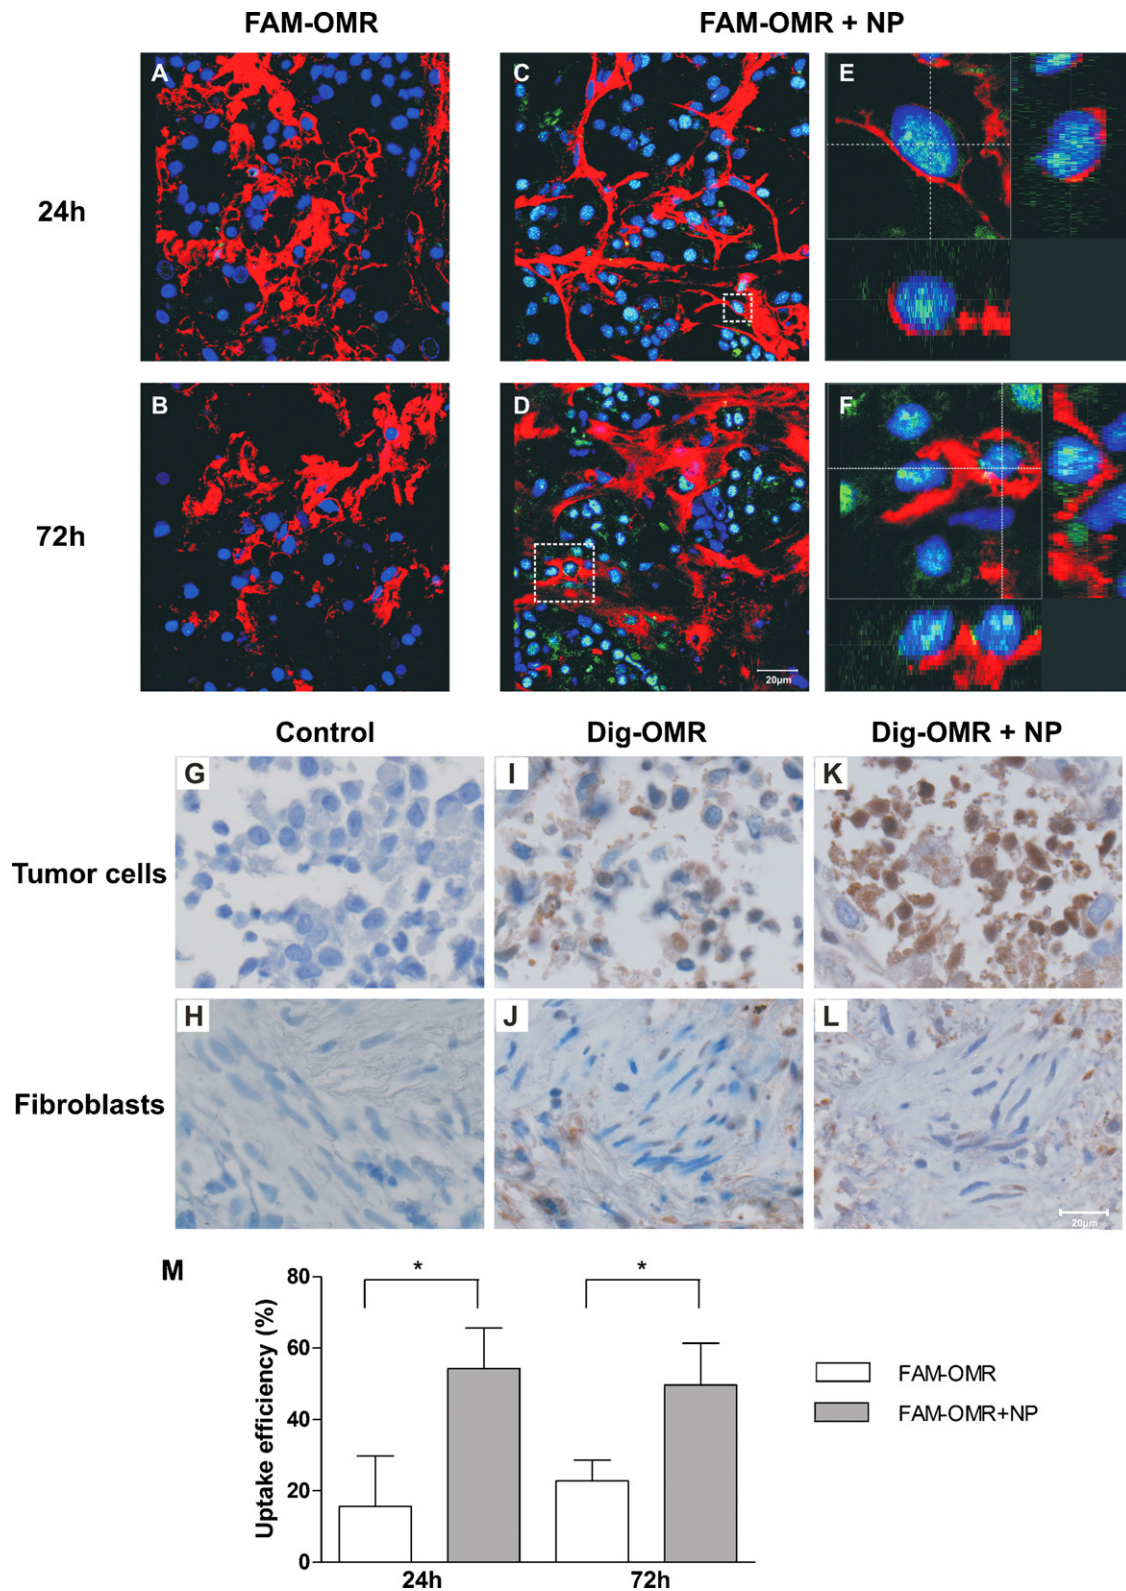 FAM-OMR
FAM-OMR + NP
A
C
E
24h
B
D
F
72h
20µm
Control
Dig-OMR
Dig-OMR + NP
G
I
K
Tumor cells
H
J
L
Fibroblasts
20µm
M
* *
80
60
40
20
0
Uptake efficiency (%)
24h
72h
FAM-OMR
FAM-OMR+NP